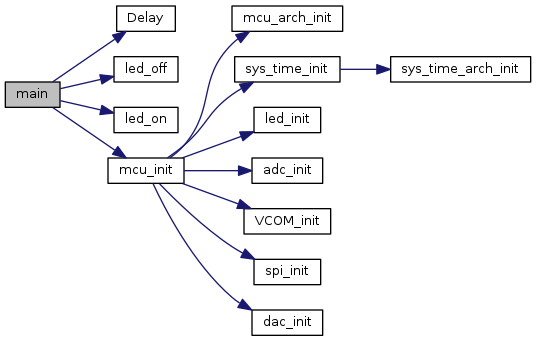 main
Delay
led_off
led_on
mcu_init
mcu_arch_init
sys_time_init
sys_time_arch_init
led_init
adc_init
VCOM_init
spi_init
dac_init